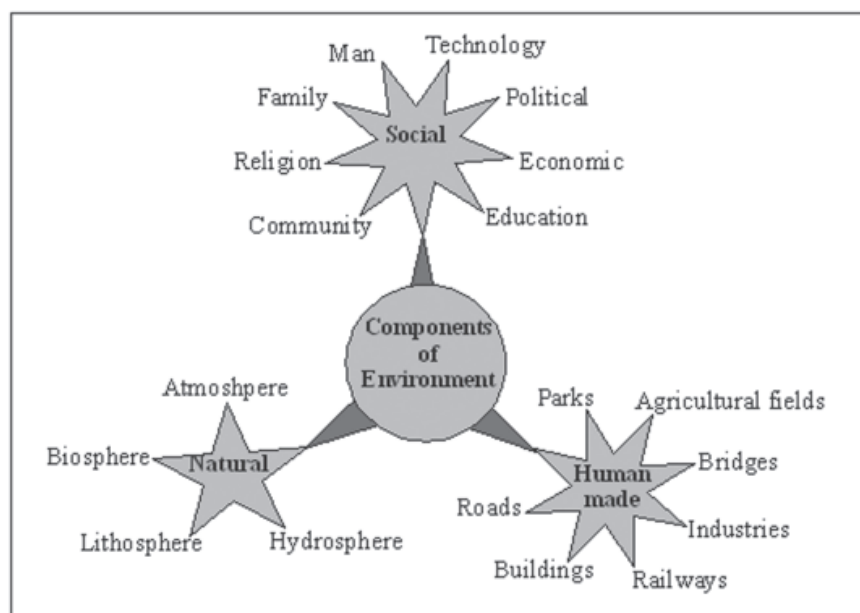 Man
Technology
Family
Political
Social
Religion
Economic
Community
Education
Components
of
Environment
Atmoshpere
Biosphere
Natural
Lithosphere
Hydrosphere
Parks
Agricultural fields
Bridges
Human
made
Roads
Industries
Buildings
Railways